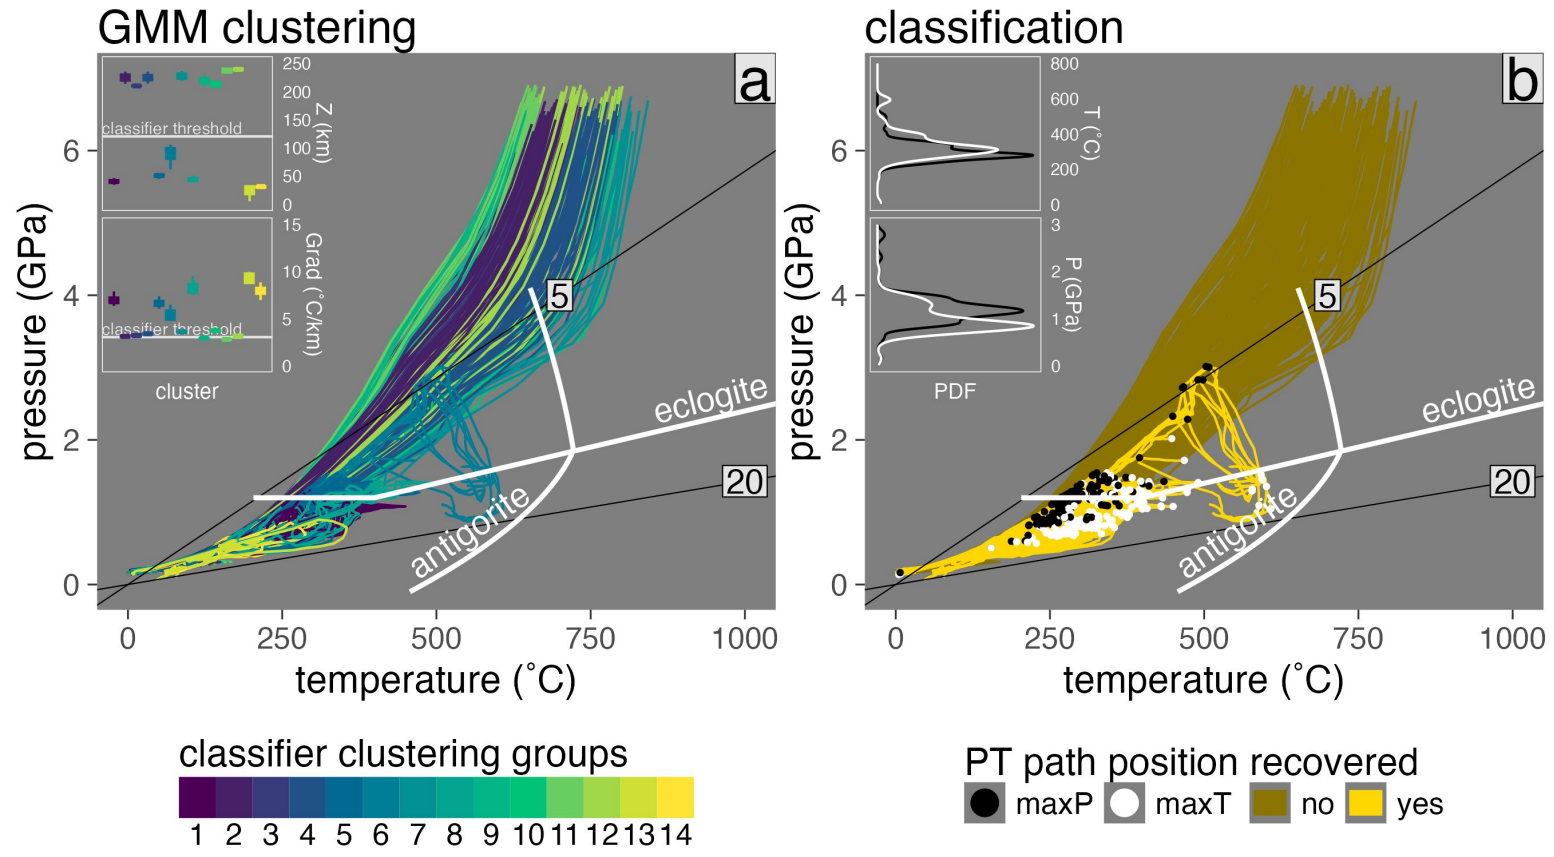 GMM clustering
classification
a
b
250
200
150
100
50
0
Z (km)
classifier threshold
15
10
5
0
Grad (˚C/km)
classifier threshold
cluster
800
600
400
200
0
T (˚C)
3
2
1
0
P (GPa)
PDF
5
20
eclogite
antigorite
5
20
eclogite
antigorite
pressure (GPa)
6
4
2
0
pressure (GPa)
6
4
2
0
0 250 500 750 1000
temperature (˚C)
0 250 500 750 1000
temperature (˚C)
classifier clustering groups
1 2 3 4 5 6 7 8 9 10 11 12 13 14
PT path position recovered
maxP maxT no yes